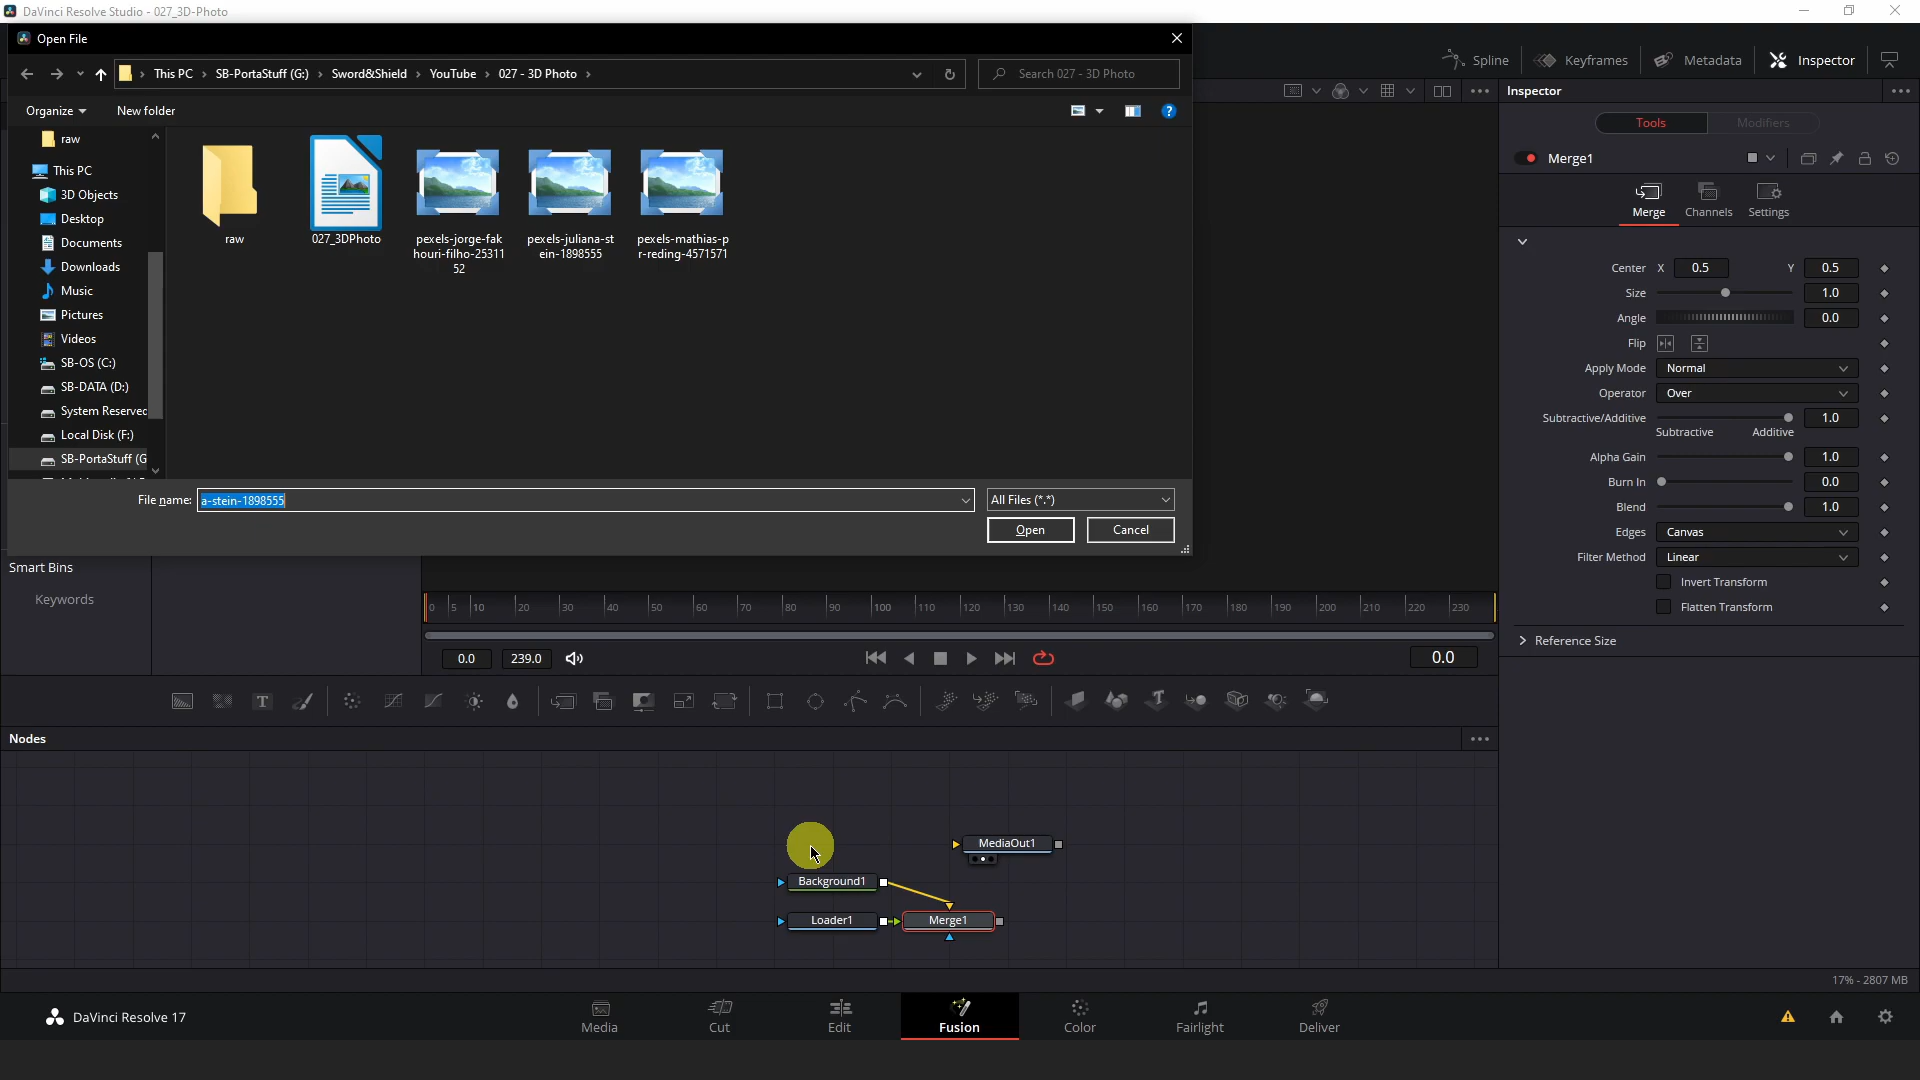 DaVinci Resolve Studio - 027_3D-Photo
Open File
This PC > SB-PortaStuff (G:) > Sword&Shield > YouTube > 027 - 3D Photo >
Search 027 - 3D Photo
Spline
Keyframes
Metadata
Inspector
Organize
New folder
raw
This PC
3D Objects
Desktop
Documents
Downloads
Music
Pictures
Videos
SB-OS (C:)
SB-DATA (D:)
System Reserved
Local Disk (F:)
SB-PortaStuff (G
raw
027_3DPhoto
pexels-jorge-fak
houri-filho-25311
52
pexels-juliana-st
ein-1898555
pexels-mathias-p
r-reding-4571571
File name:
a-stein-1898555
All Files (*.*)
Open
Cancel
Smart Bins
Keywords
Inspector
Tools
Modifiers
Merge1
Merge
Channels
Settings
Center X 0.5 Y 0.5
Size 1.0
Angle 0.0
Flip
Apply Mode Normal
Operator Over
Subtractive/Additive 1.0
Subtractive Additive
Alpha Gain 1.0
Burn In 0.0
Blend 1.0
Edges Canvas
Filter Method Linear
Invert Transform
Flatten Transform
Reference Size
0 5 10 20 30 40 50 60 70 80 90 100 110 120 130 140 150 160 170 180 190 200 210 220 230
0.0 239.0 0.0
Nodes
MediaOut1
Background1
Loader1
Merge1
17% - 2807 MB
DaVinci Resolve 17
Media
Cut
Edit
Fusion
Color
Fairlight
Deliver